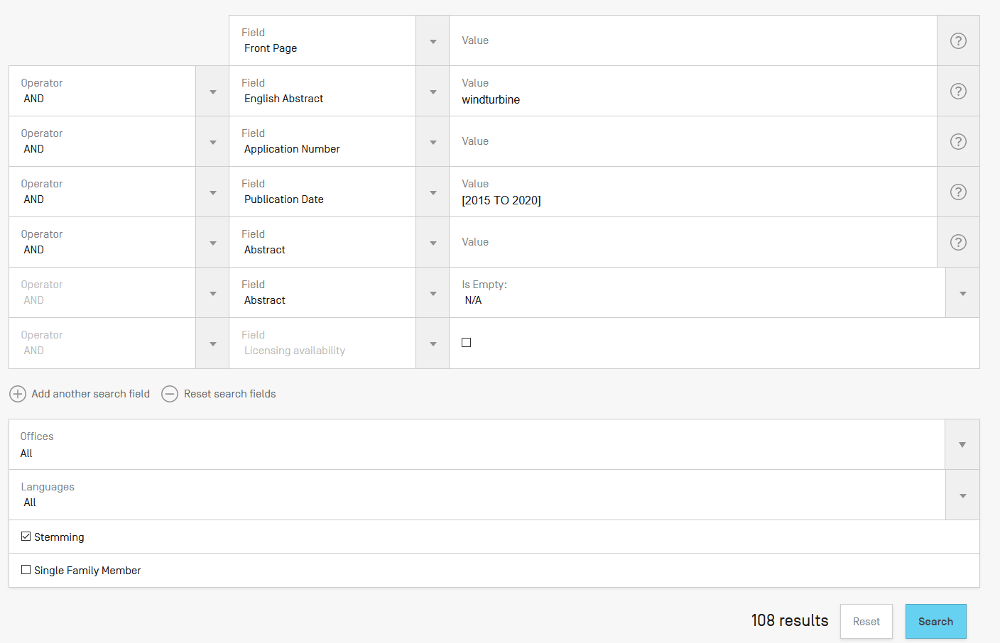 Field
Front Page
Value
Operator
AND
Field
English Abstract
Value
windturbine
Operator
AND
Field
Application Number
Value
Operator
AND
Field
Publication Date
Value
[2015 TO 2020]
Operator
AND
Field
Abstract
Value
Operator
AND
Field
Abstract
Is Empty:
N/A
Operator
AND
Field
Licensing availability
Add another search field
Reset search fields
Offices
All
Languages
All
Stemming
Single Family Member
108 results
Reset
Search